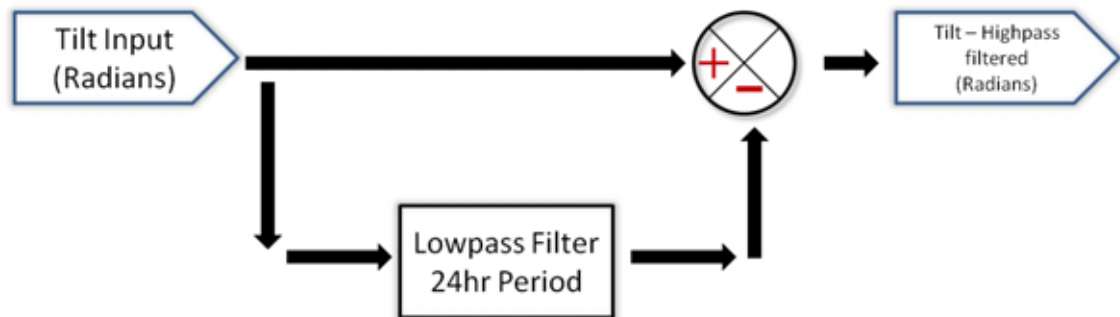 Tilt Input
(Radians)
+
−
Tilt – Highpass
filtered
(Radians)
Lowpass Filter
24hr Period